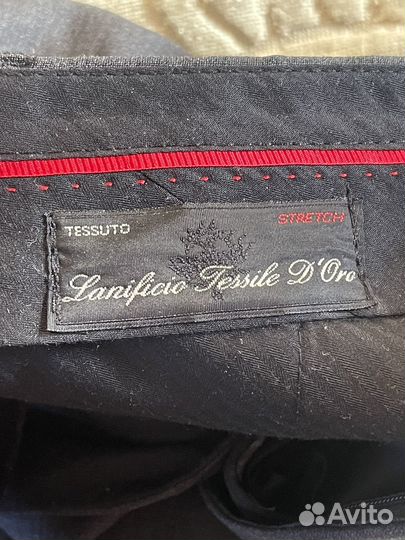 TESSUTO STRETCH
Lanificio Tessile D'Oro
Avito